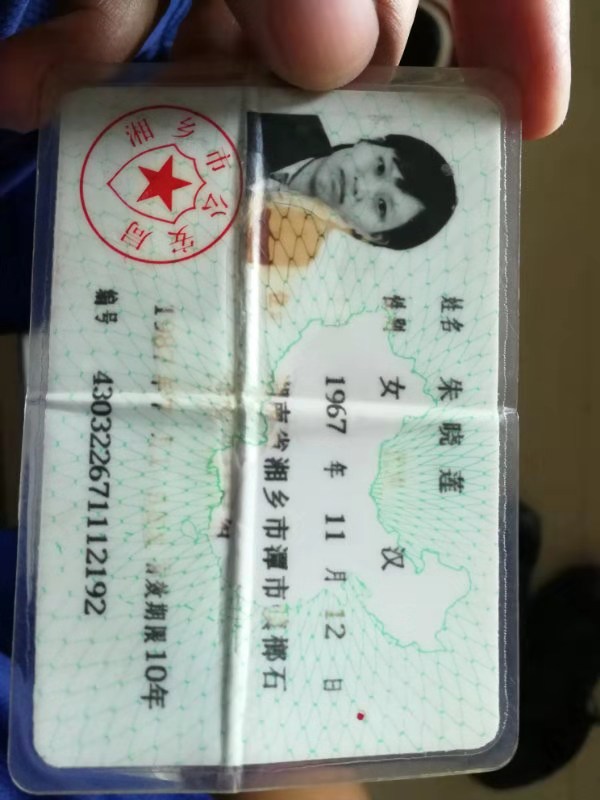 姓名 朱晓莲
性别 女 汉
1967 年 11 月 12 日
湖南省湘乡市潭市 榔石
有效期限10年
编号 430322671112192
湘乡市公安局